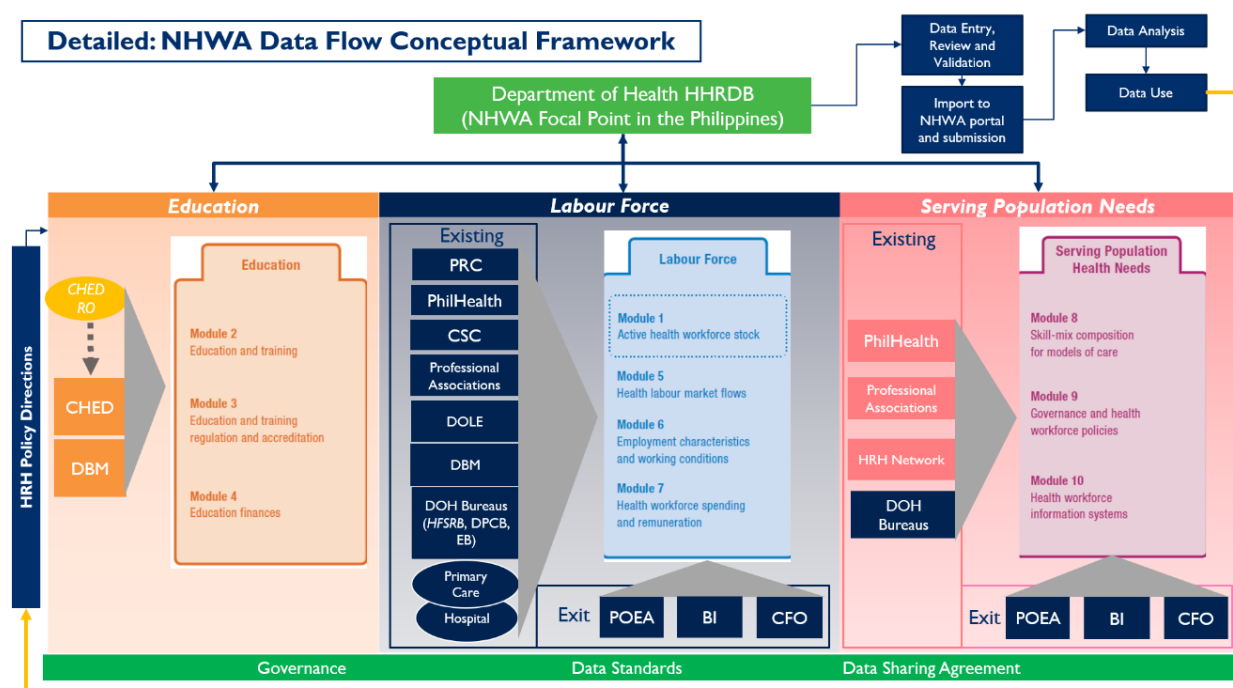 Detailed: NHWA Data Flow Conceptual Framework
Department of Health HHRDB
(NHWA Focal Point in the Philippines)
Data Entry,
Review and
Validation
Import to
NHWA portal
and submission
Data Analysis
Data Use
HRH Policy Directions
Education
CHED
RO
CHED
DBM
Education
Module 2
Education and training
Module 3
Education and training
regulation and accreditation
Module 4
Education finances
Labour Force
Existing
PRC
PhilHealth
CSC
Professional
Associations
DOLE
DBM
DOH Bureaus
(HFSRB, DPCB,
EB)
Primary
Care
Hospital
Labour Force
Module 1
Active health workforce stock
Module 5
Health labour market flows
Module 6
Employment characteristics
and working conditions
Module 7
Health workforce spending
and remuneration
Exit
POEA
BI
CFO
Serving Population Needs
Existing
PhilHealth
Professional
Associations
HRH Network
DOH
Bureaus
Serving Population
Health Needs
Module 8
Skill-mix composition
for models of care
Module 9
Governance and health
workforce policies
Module 10
Health workforce
information systems
Exit
POEA
BI
CFO
Governance
Data Standards
Data Sharing Agreement